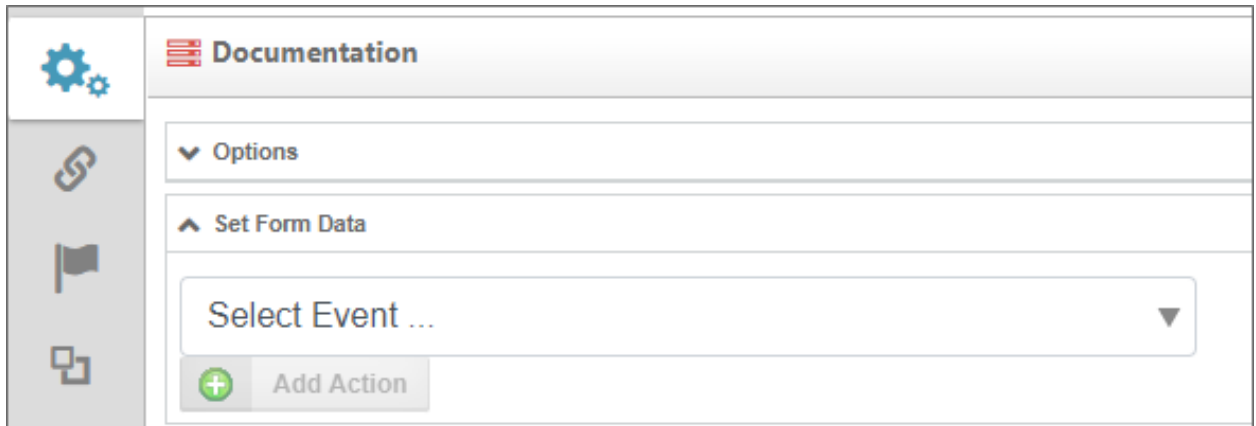 Documentation
Options
Set Form Data
Select Event ...
Add Action